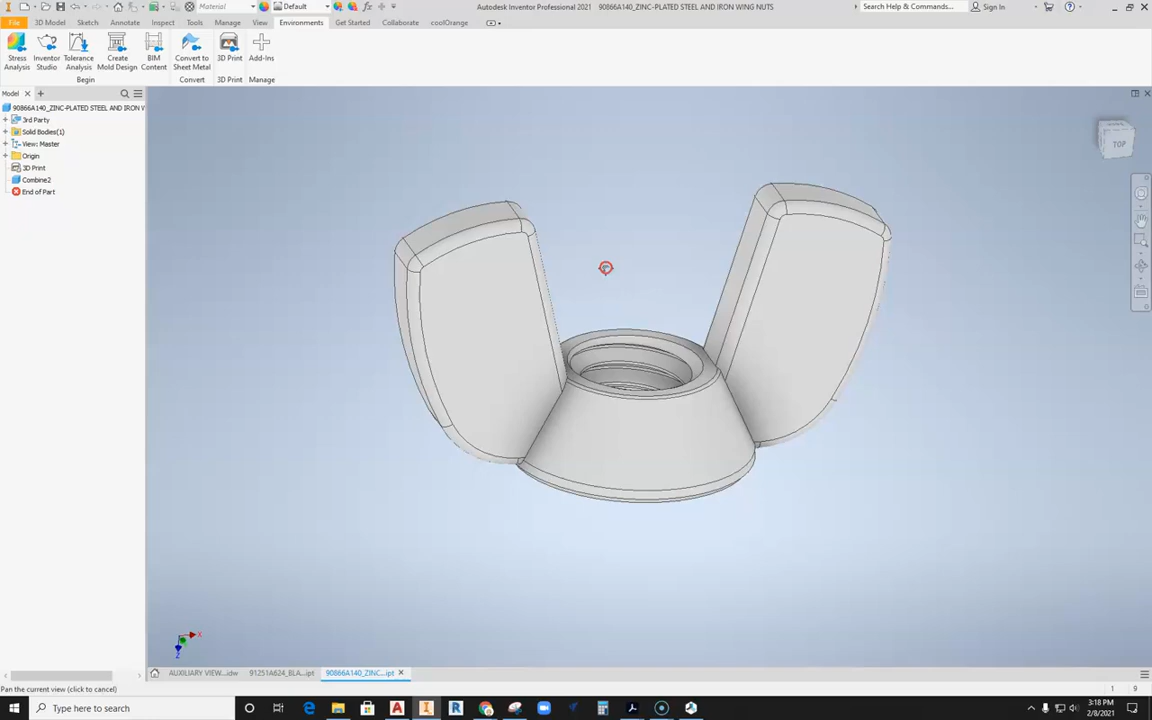 Material
Default
Autodesk Inventor Professional 2021 90866A140_ZINC-PLATED STEEL AND IRON WING NUTS
Search Help & Commands...
Sign In
File 3D Model Sketch Annotate Inspect Tools Manage View Environments Get Started Collaborate coolOrange
Stress Analysis
Inventor Studio
Tolerance Analysis
Create Mold Design
BIM Content
Convert to Sheet Metal
3D Print
Add-Ins
Begin Convert 3D Print Manage
Model
90866A140_ZINC-PLATED STEEL AND IRON V
3rd Party
Solid Bodies(1)
View: Master
Origin
3D Print
Combine2
End of Part
TOP
X
Z
AUXILIARY VIEW...idw 91251A624_BLA...ipt 90866A140_ZINC...ipt
Pan the current view (click to cancel)
1 9
Type here to search
3:18 PM
2/8/2021